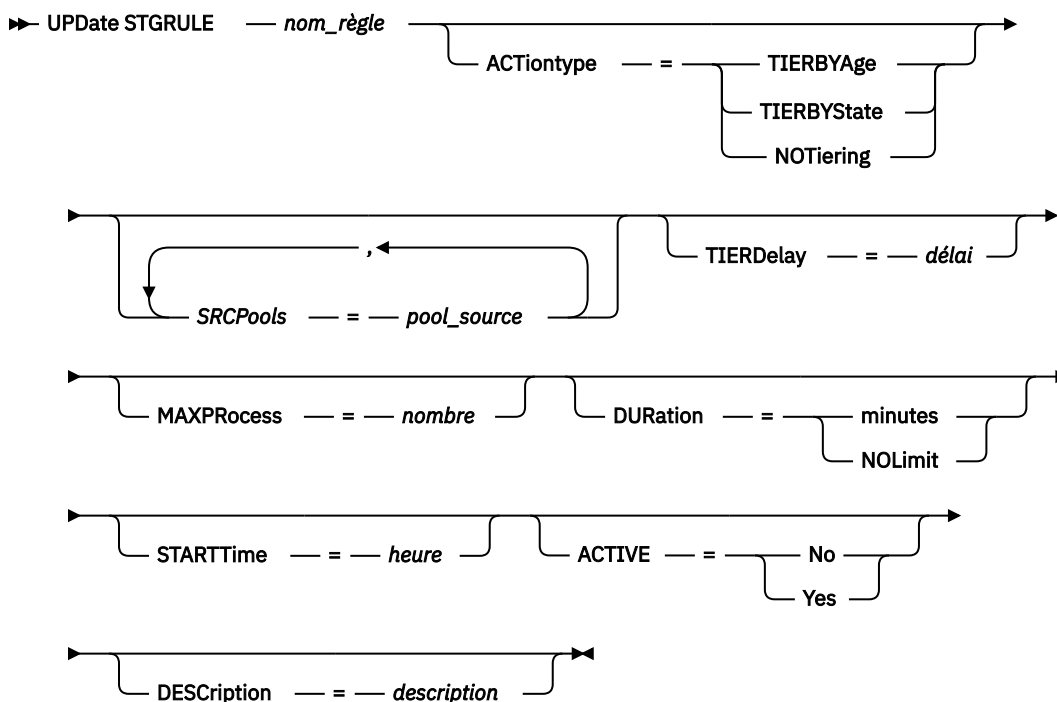 UPDate STGRULE — nom_règle
ACTiontype — = — TIERBYAge
TIERBYState
NOTiering
,
SRCPools — = — pool_source
TIERDelay — = — délai
MAXPRocess — = — nombre
DURation — = — minutes
NOLimit
STARTTime — = — heure
ACTIVE — = — No
Yes
DESCription — = — description